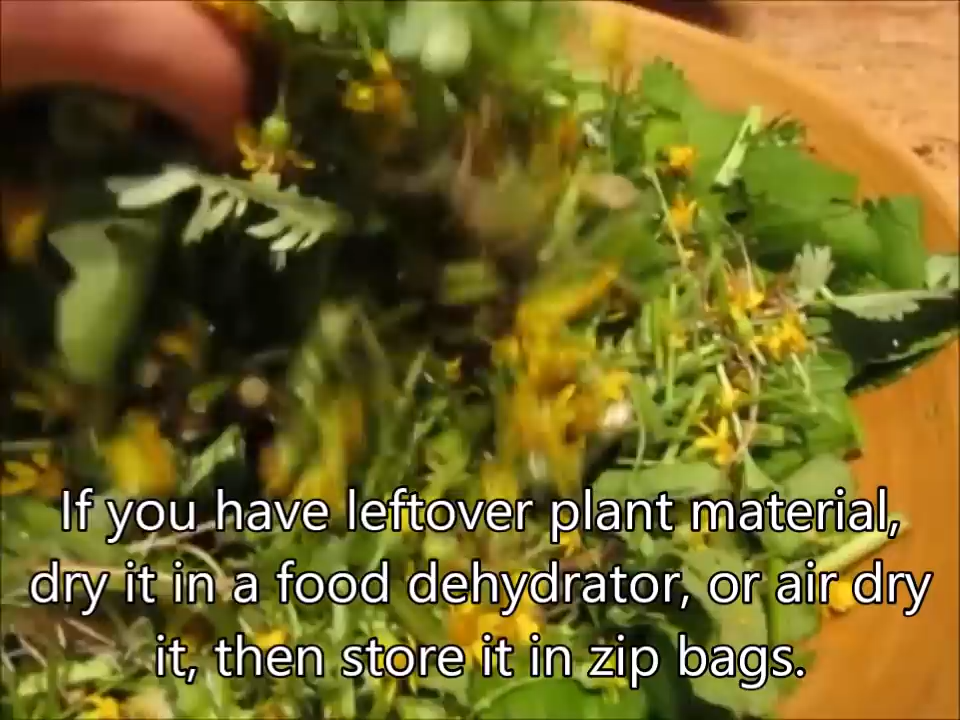 If you have leftover plant material,
dry it in a food dehydrator, or air dry
it, then store it in zip bags.